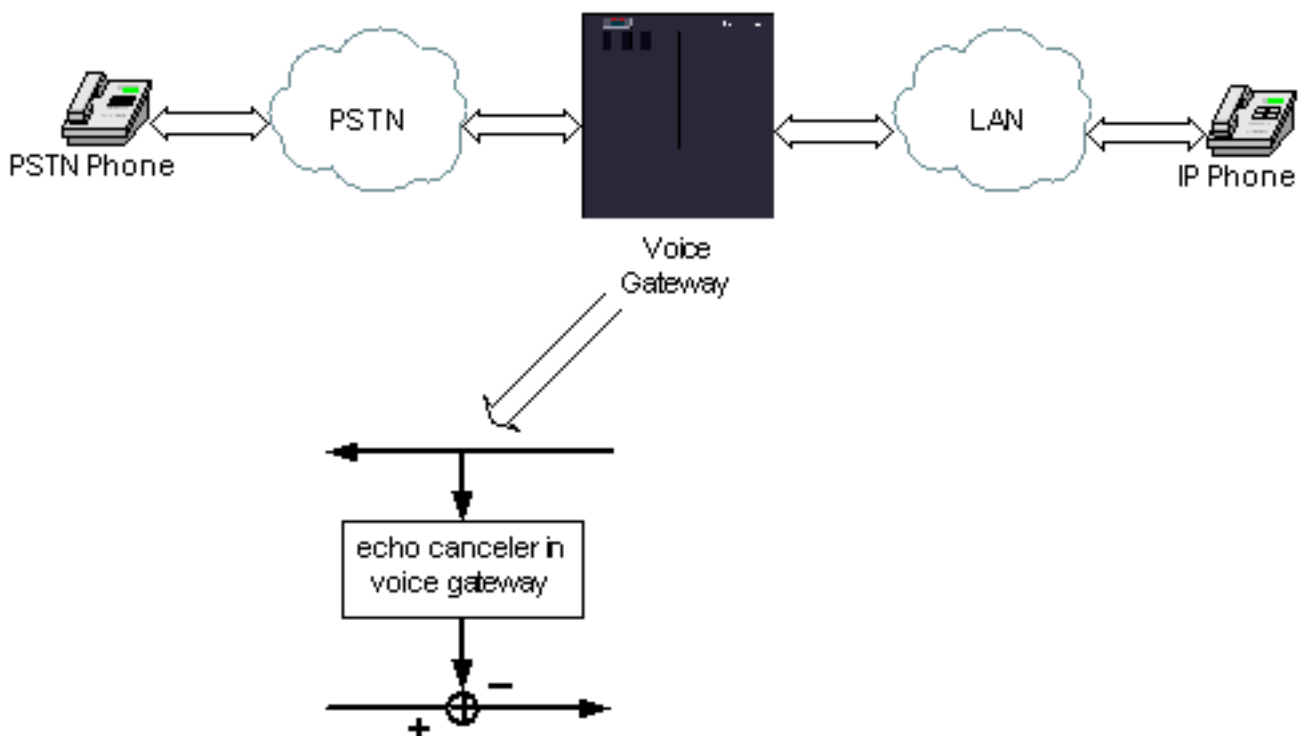 PSTN
LAN
PSTN Phone
IP Phone
Voice
Gateway
echo canceler in
voice gateway
−
+